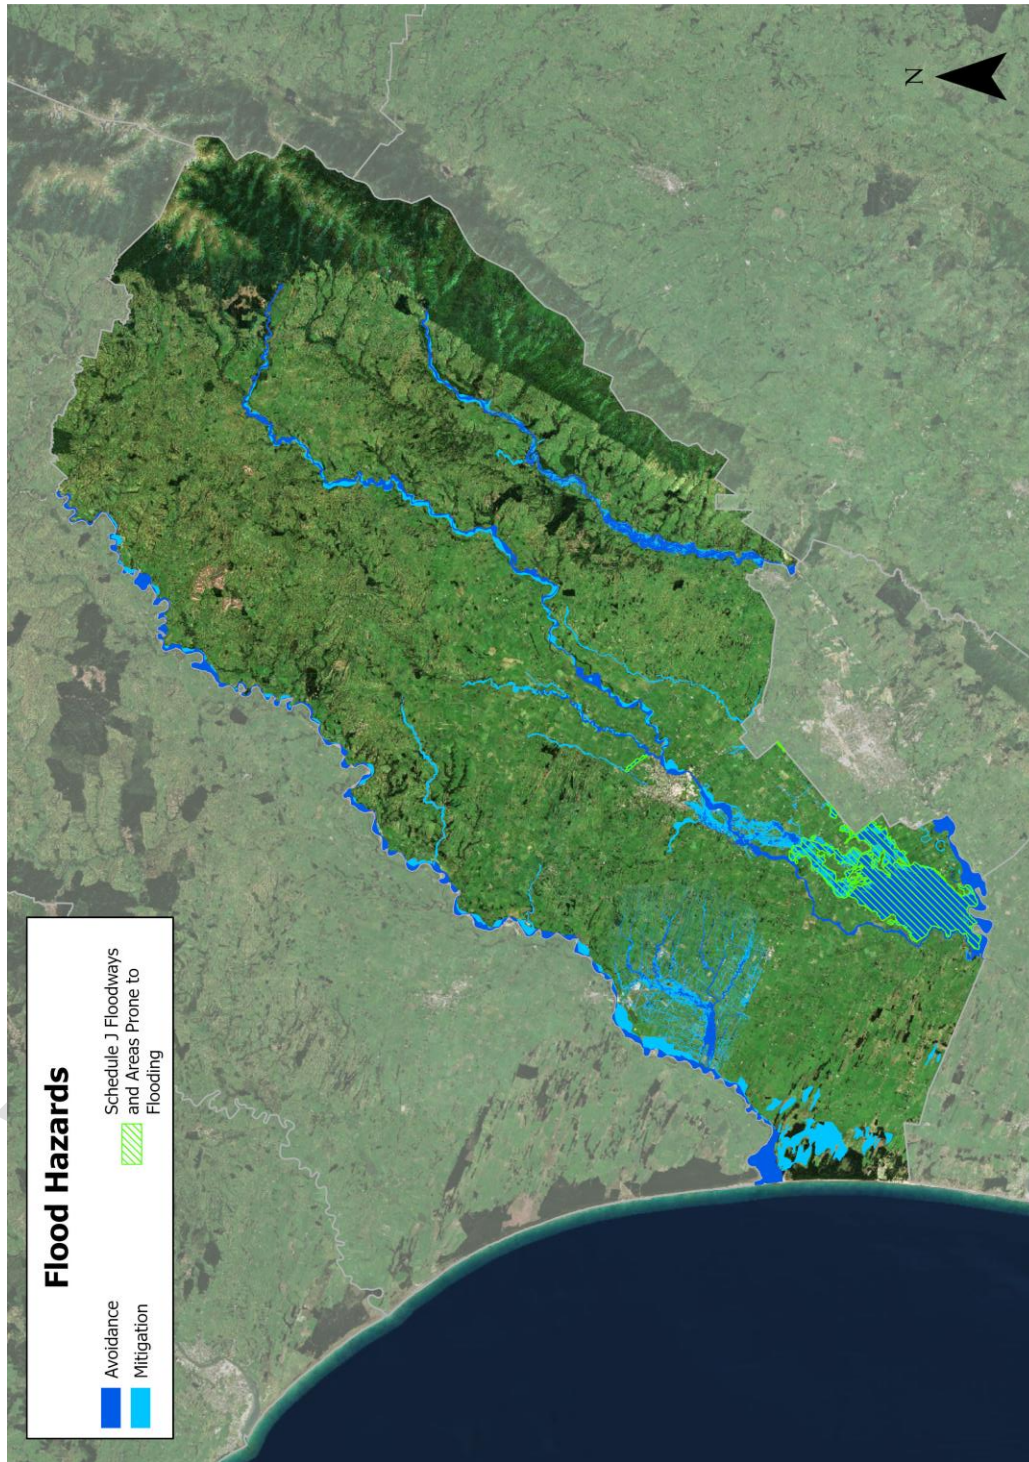 Flood Hazards
Avoidance
Mitigation
Schedule J Floodways
and Areas Prone to
Flooding
N